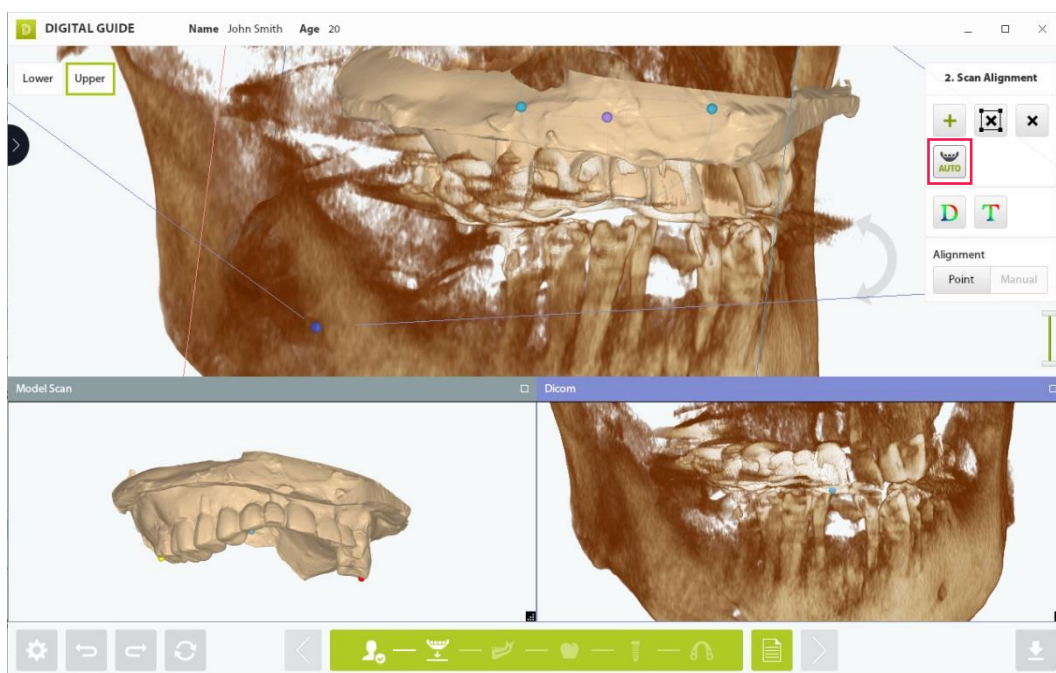 D DIGITAL GUIDE Name John Smith Age 20
Lower Upper
2. Scan Alignment
AUTO
D T
Alignment
Point Manual
Model Scan
Dicom